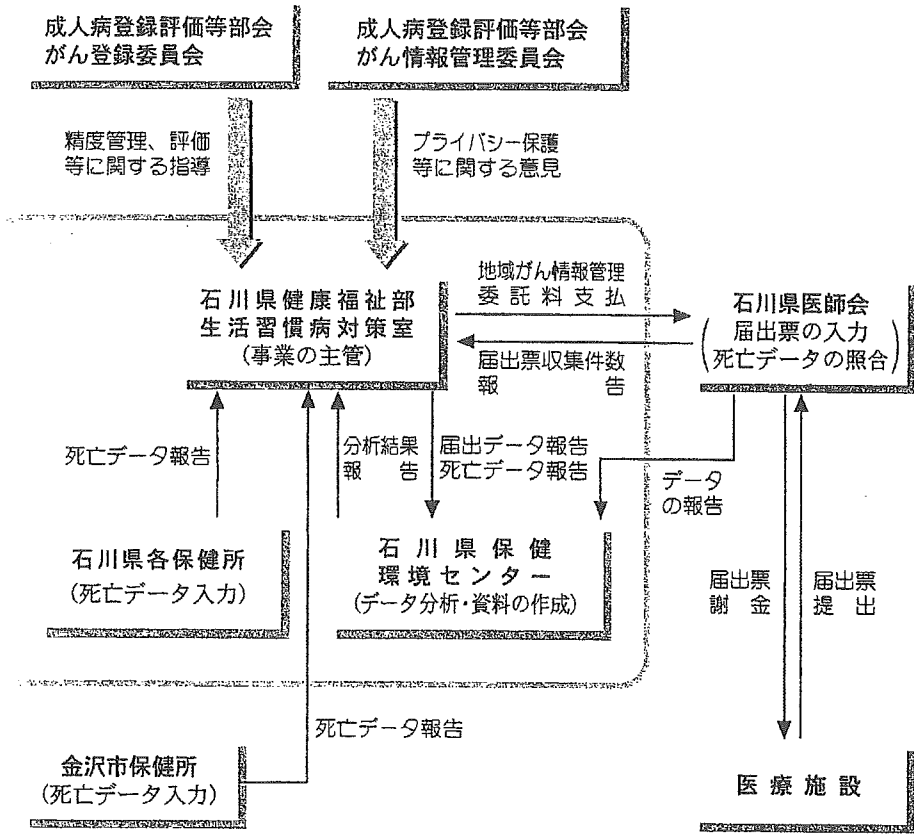 成人病登録評価等部会
がん登録委員会
成人病登録評価等部会
がん情報管理委員会
精度管理、評価
等に関する指導
プライバシー保護
等に関する意見
石川県健康福祉部
生活習慣病対策室
(事業の主管)
地域がん情報管理
委託料支払
届出票収集件数
報告
石川県医師会
(届出票の入力
死亡データの照合)
死亡データ報告
分析結果
報告
届出データ報告
死亡データ報告
データ
の報告
石川県各保健所
(死亡データ入力)
石川県保健
環境センター
(データ分析・資料の作成)
届出票
謝金
届出票
提出
死亡データ報告
金沢市保健所
(死亡データ入力)
医療施設